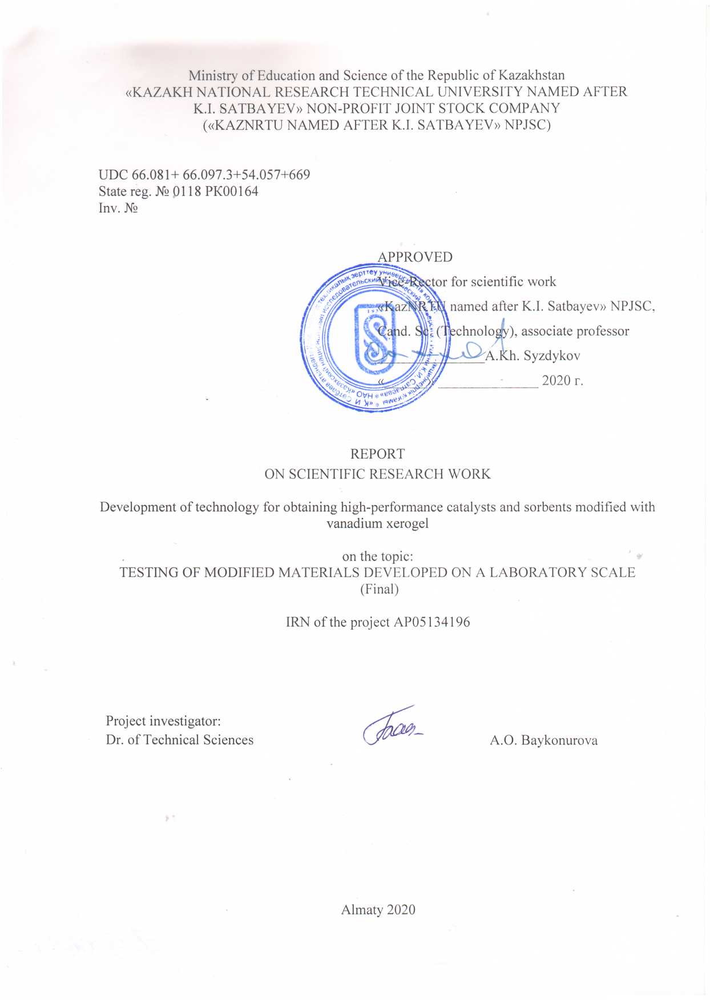 Ministry of Education and Science of the Republic of Kazakhstan
«KAZAKH NATIONAL RESEARCH TECHNICAL UNIVERSITY NAMED AFTER
K.I. SATBAYEV» NON-PROFIT JOINT STOCK COMPANY
(«KAZNRTU NAMED AFTER K.I. SATBAYEV» NPJSC)
UDC 66.081+ 66.097.3+54.057+669
State reg. № 0118 РК00164
Inv. №
APPROVED
Vice-Rector for scientific work
«KazNRTU named after K.I. Satbayev» NPJSC,
Cand. Sc. (Technology), associate professor
_______________A.Kh. Syzdykov
«______» ______________ 2020 г.
REPORT
ON SCIENTIFIC RESEARCH WORK
Development of technology for obtaining high-performance catalysts and sorbents modified with
vanadium xerogel
on the topic:
TESTING OF MODIFIED MATERIALS DEVELOPED ON A LABORATORY SCALE
(Final)
IRN of the project AP05134196
Project investigator:
Dr. of Technical Sciences A.O. Baykonurova
Almaty 2020